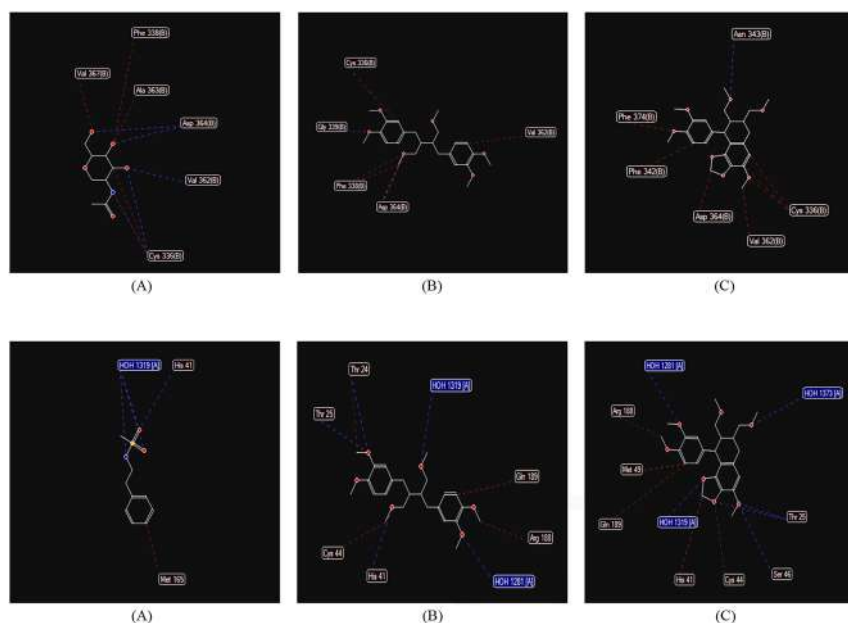 Phe 338(B)
Val 367(B)
Ala 363(B)
Asp 364(B)
Val 362(B)
Cys 336(B)
(A)
Cys 336(B)
Gly 339(B)
Val 362(B)
Phe 338(B)
Asp 364(B)
(B)
Asn 343(B)
Phe 374(B)
Phe 342(B)
Asp 364(B)
Cys 336(B)
Val 362(B)
(C)
HOH 1319 [A]
His 41
Met 165
(A)
Thr 24
HOH 1319 [A]
Thr 25
Gln 189
Arg 188
Cys 44
His 41
HOH 1281 [A]
(B)
HOH 1281 [A]
HOH 1373 [A]
Arg 188
Met 49
Gln 189
HOH 1319 [A]
Thr 25
His 41
Cys 44
Ser 46
(C)